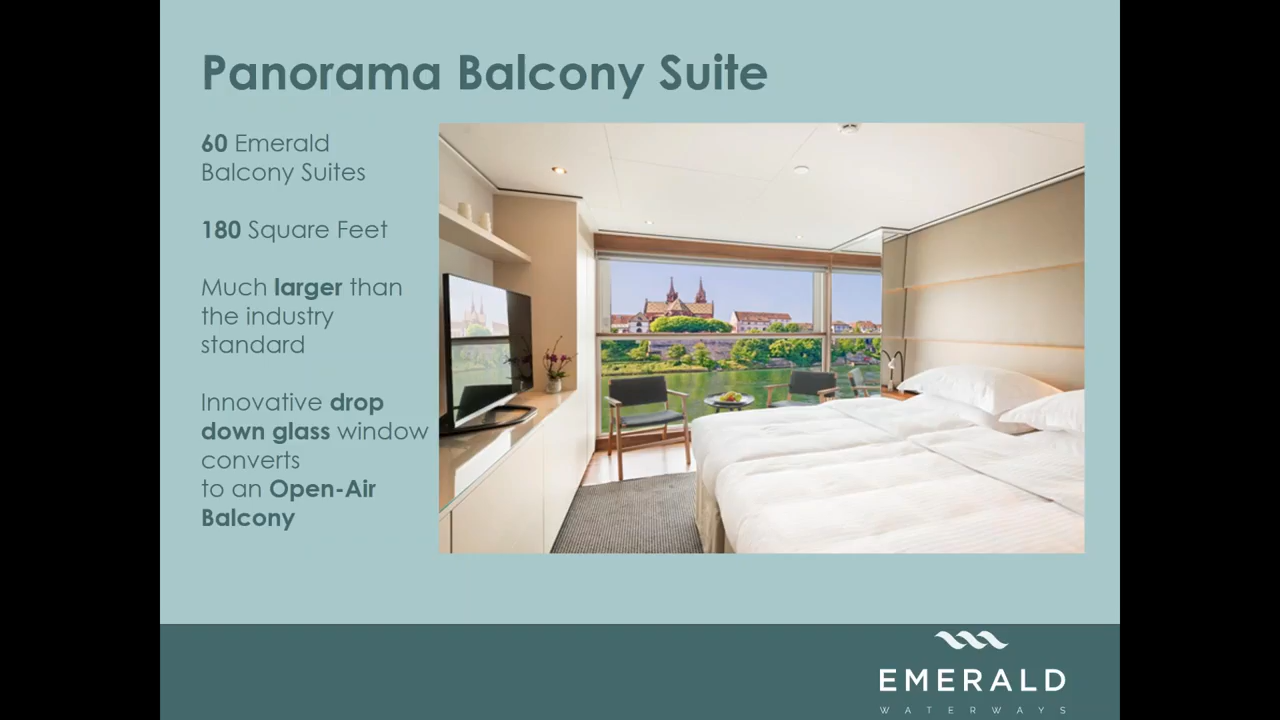 Panorama Balcony Suite
60 Emerald
Balcony Suites
180 Square Feet
Much larger than
the industry
standard
Innovative drop
down glass window
converts
to an Open-Air
Balcony
EMERALD
WATERWAYS